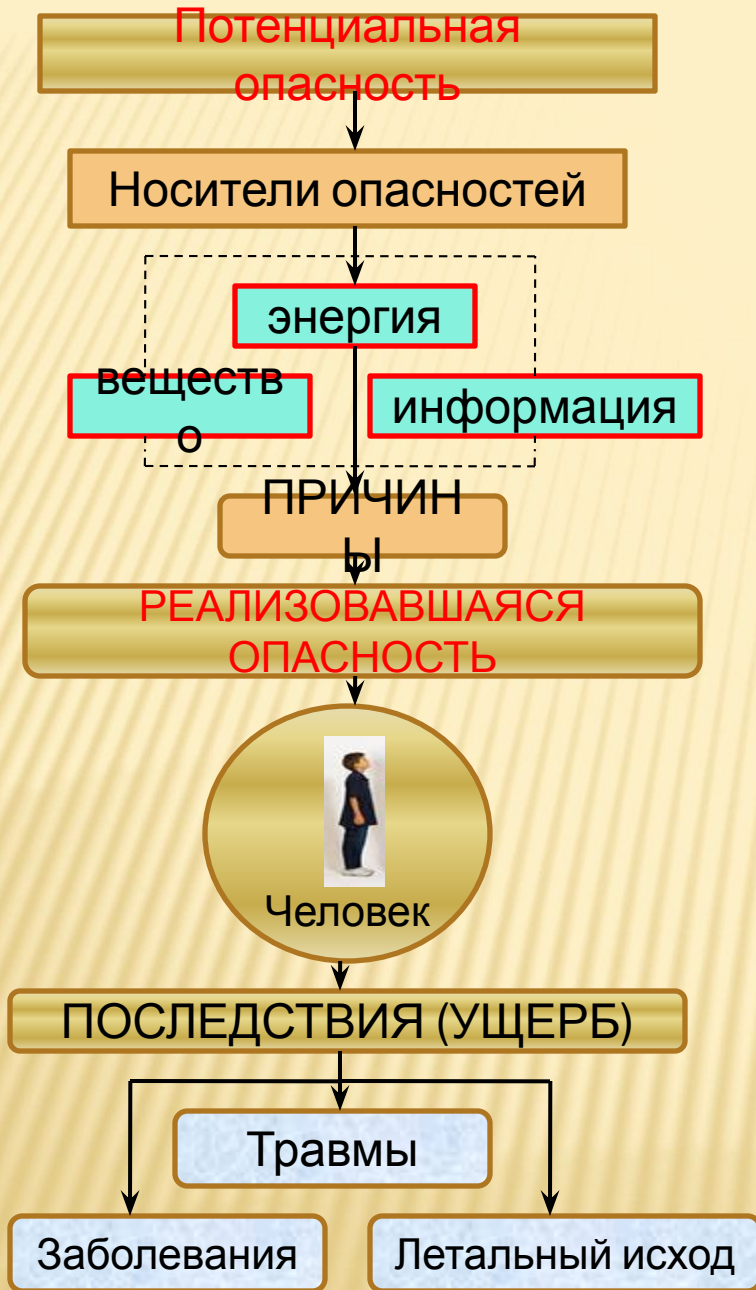 Потенциальная
опасность
Носители опасностей
энергия
веществ
о
информация
ПРИЧИН
Ы
РЕАЛИЗОВАВШАЯСЯ
ОПАСНОСТЬ
Человек
ПОСЛЕДСТВИЯ (УЩЕРБ)
Травмы
Заболевания
Летальный исход